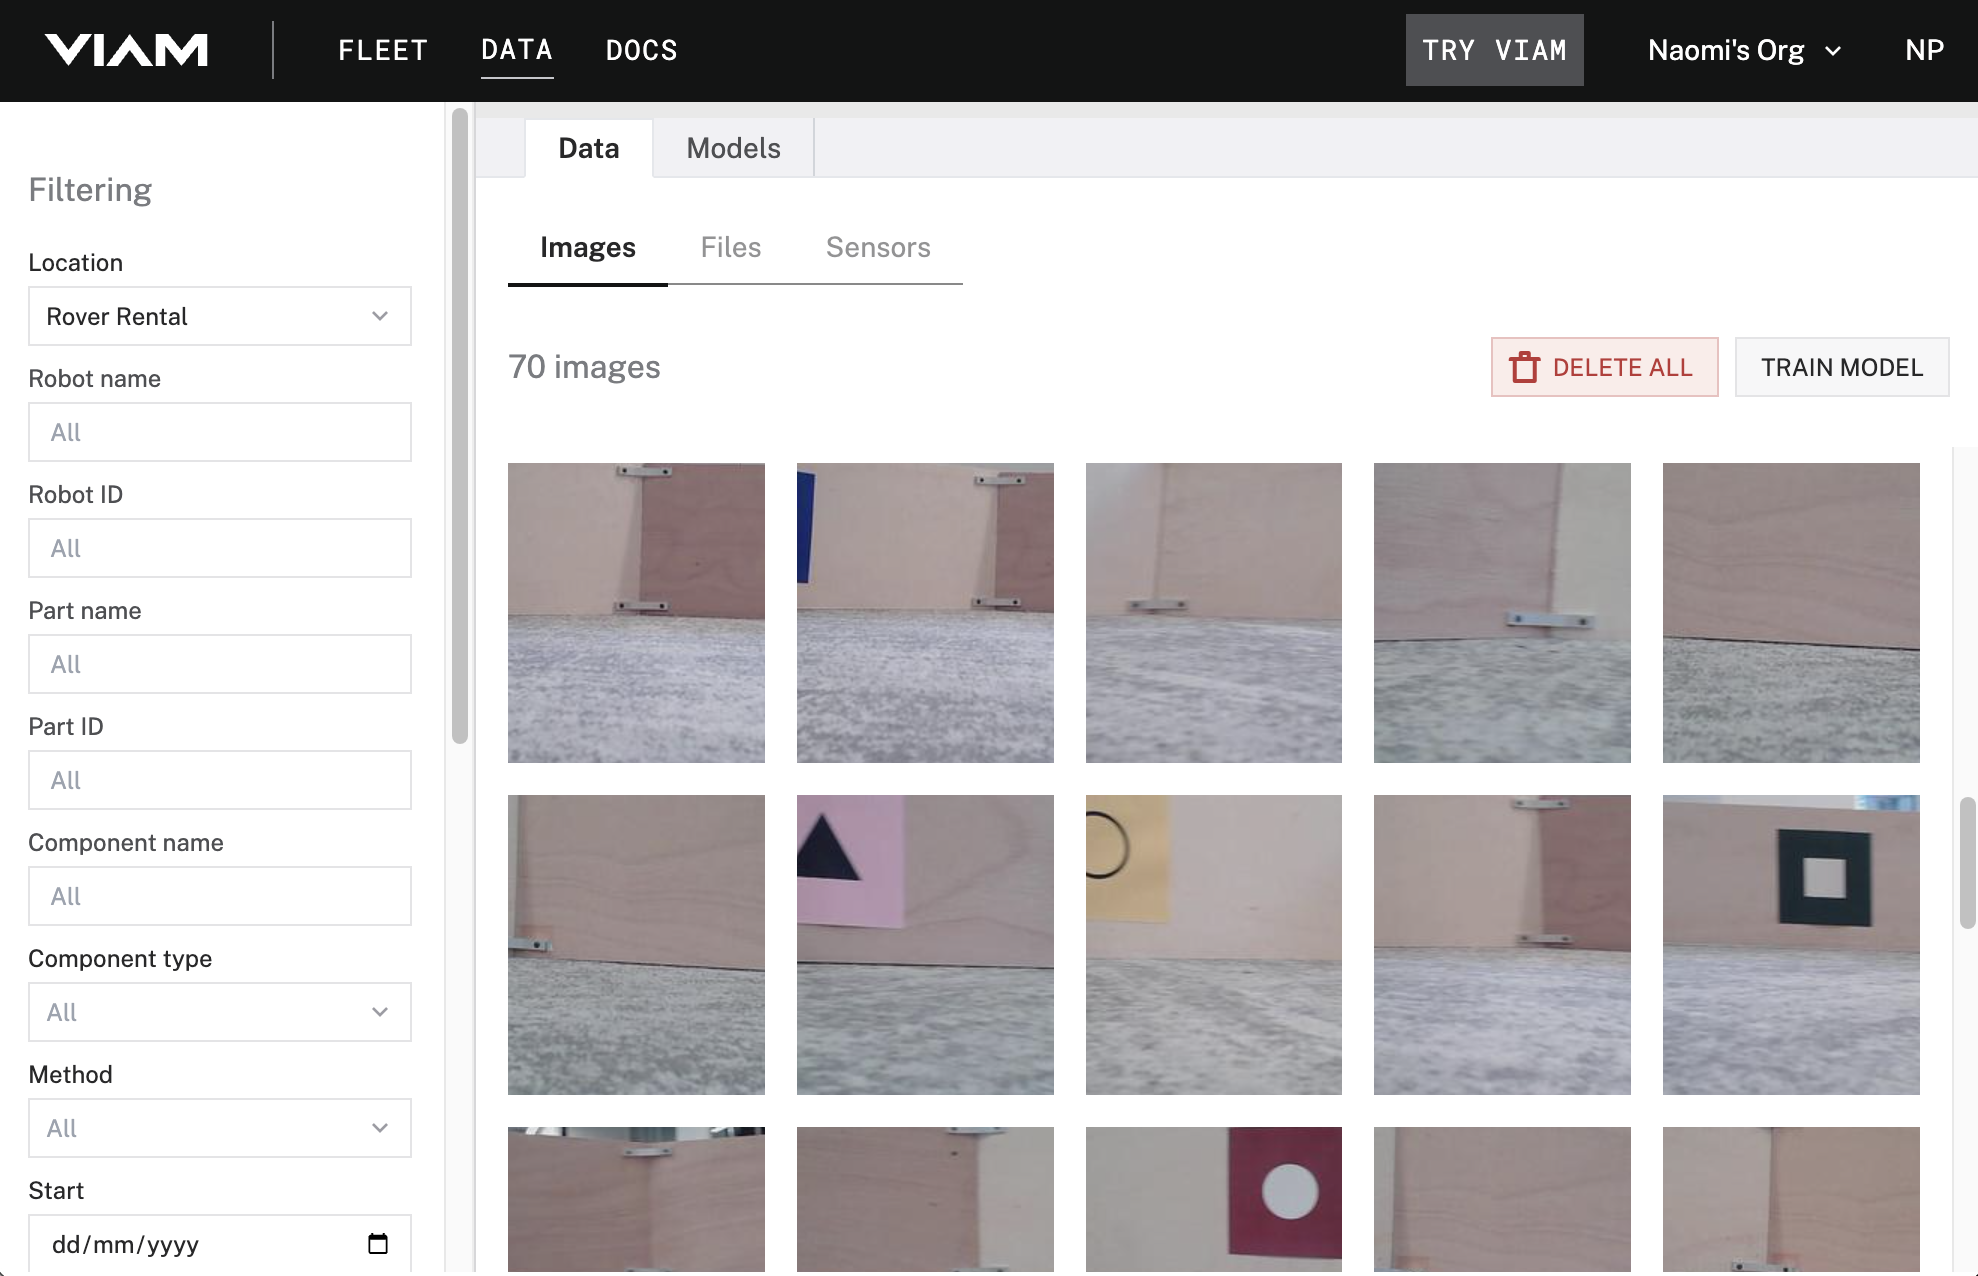 VIAM
FLEET
DATA
DOCS
TRY VIAM
Naomi's Org
NP
Filtering
Location
Rover Rental
Robot name
All
Robot ID
All
Part name
All
Part ID
All
Component name
All
Component type
All
Method
All
Start
dd/mm/yyyy
Data
Models
Images
Files
Sensors
70 images
DELETE ALL
TRAIN MODEL